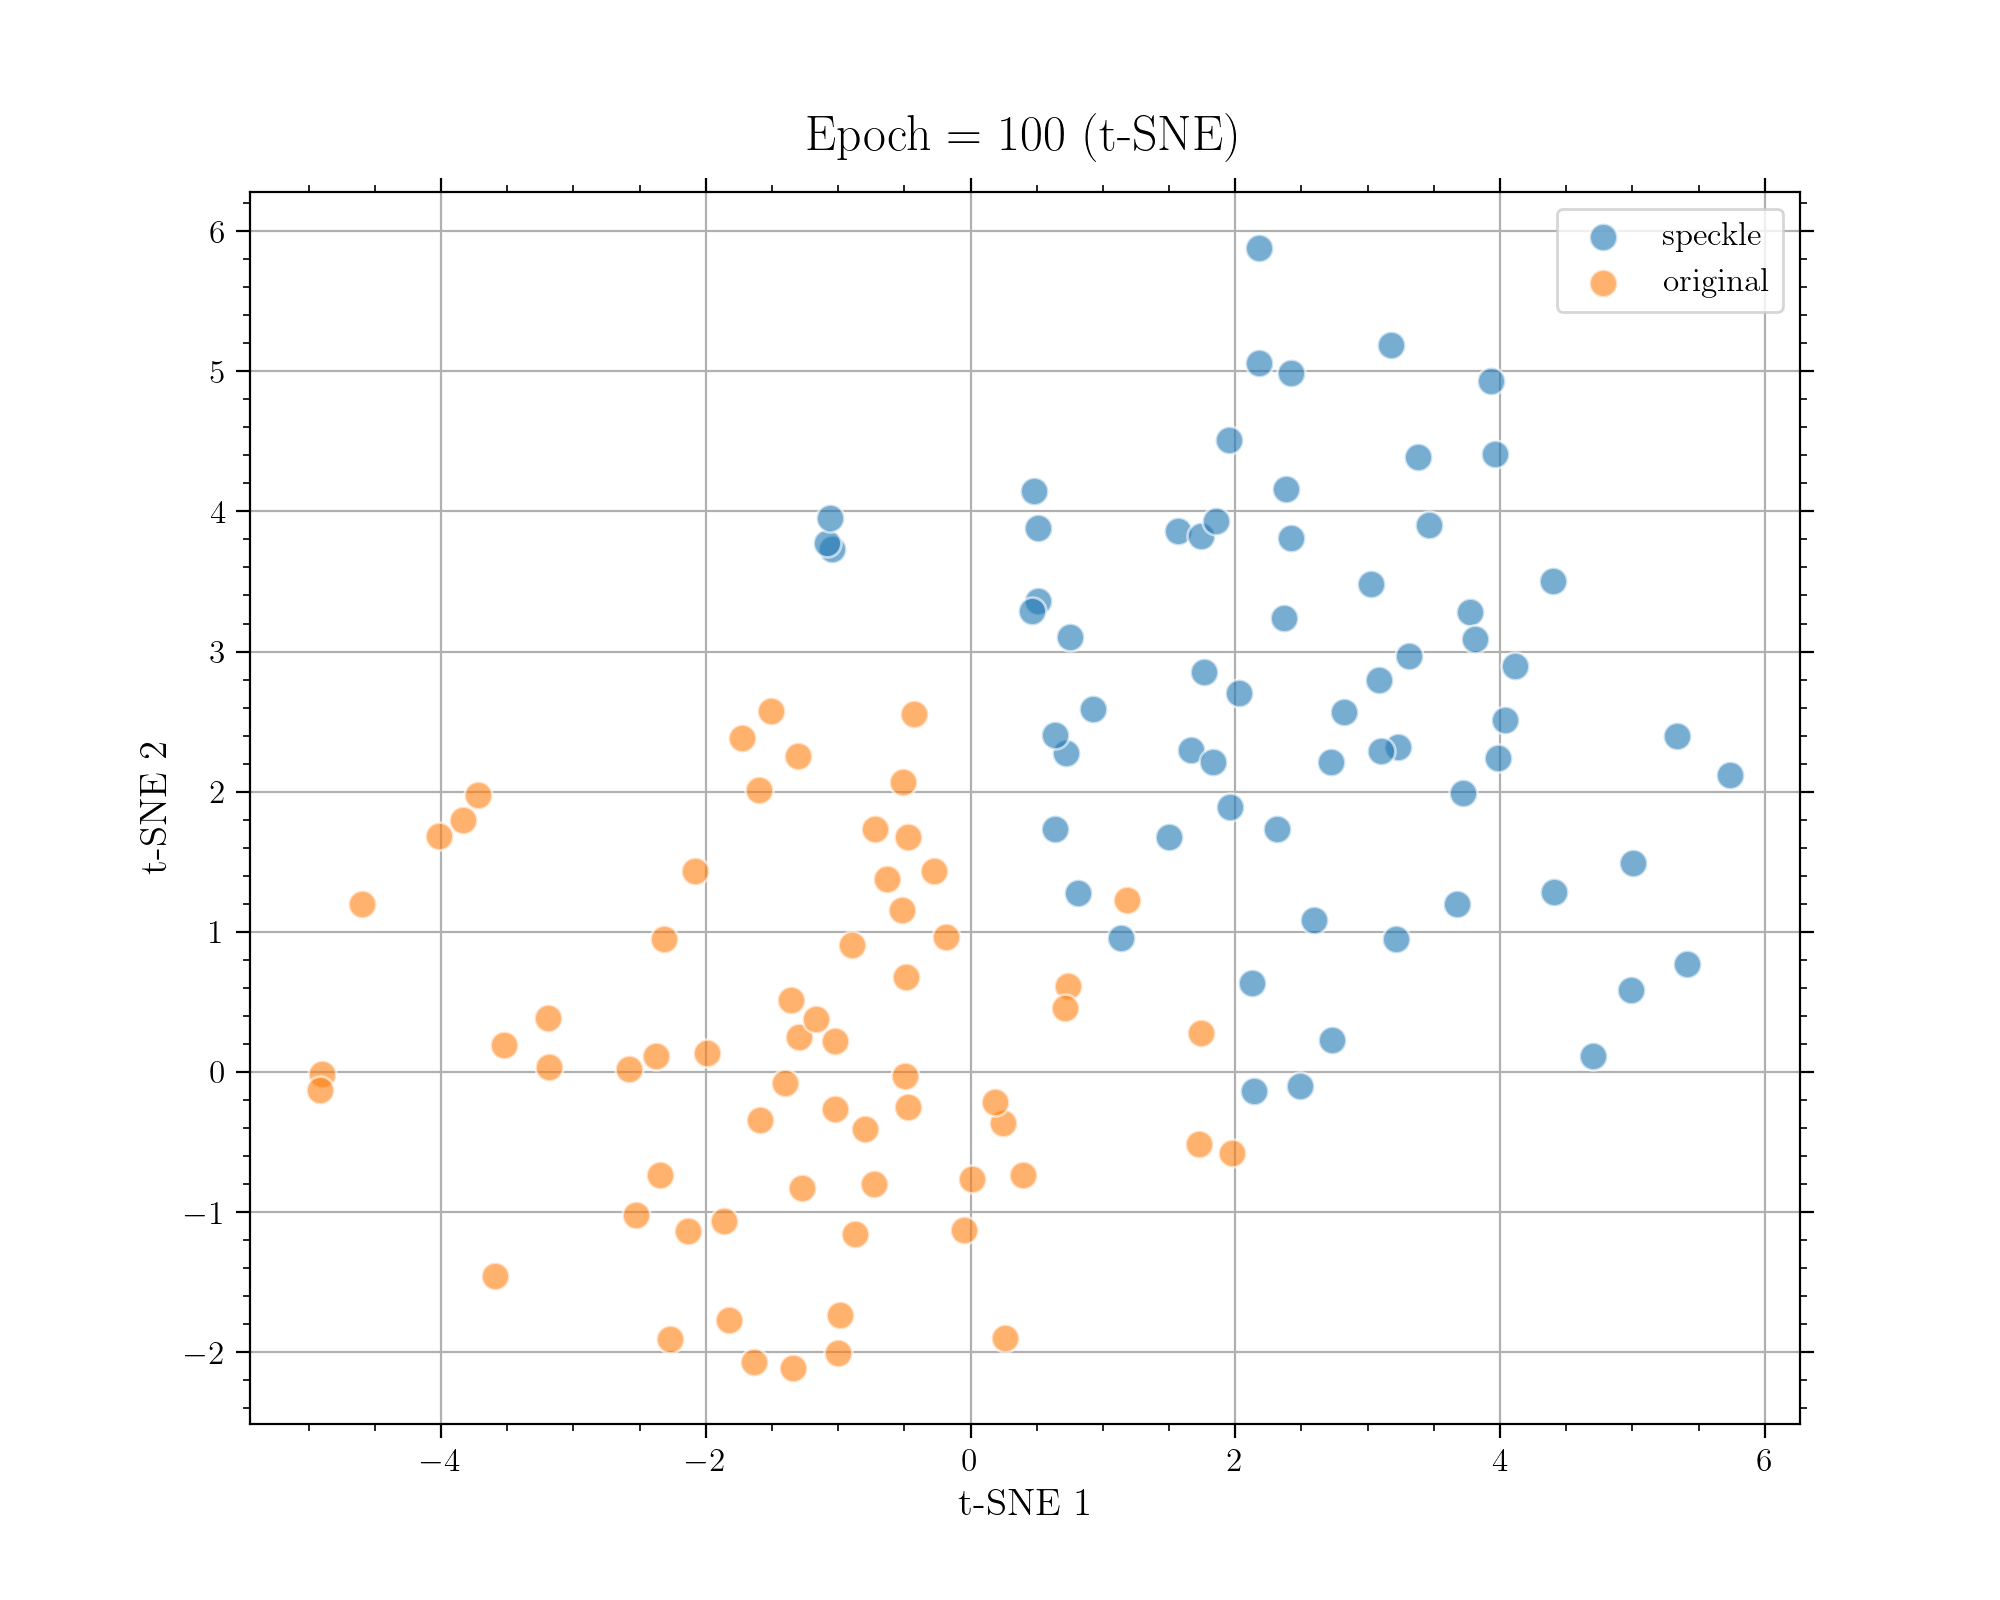 Epoch = 100 (t-SNE)
speckle
original
6
5
4
3
2
1
0
−1
−2
t-SNE 2
−4 −2 0 2 4 6
t-SNE 1